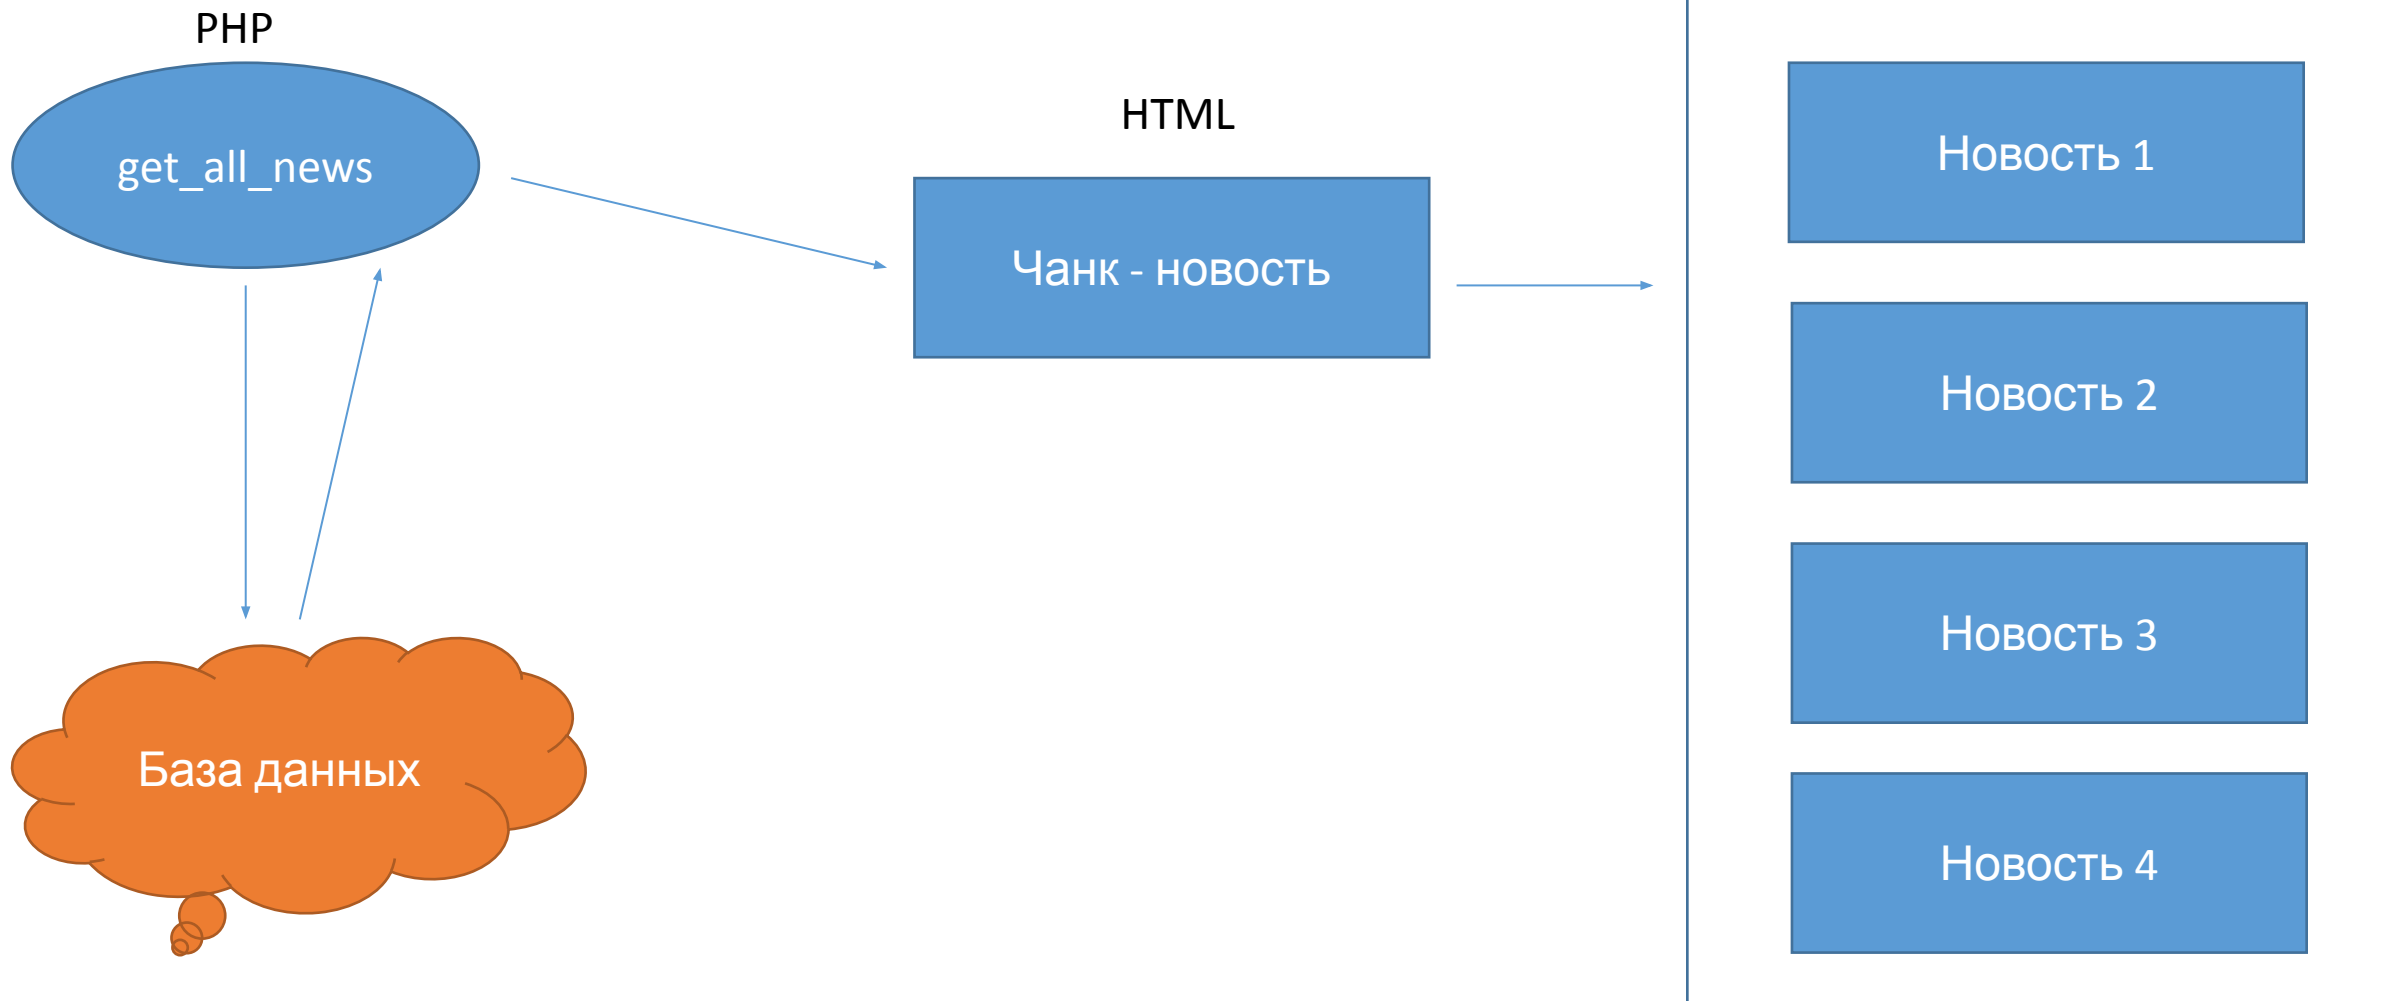 PHP
get_all_news
База данных
HTML
Чанк - новость
Новость 1
Новость 2
Новость 3
Новость 4